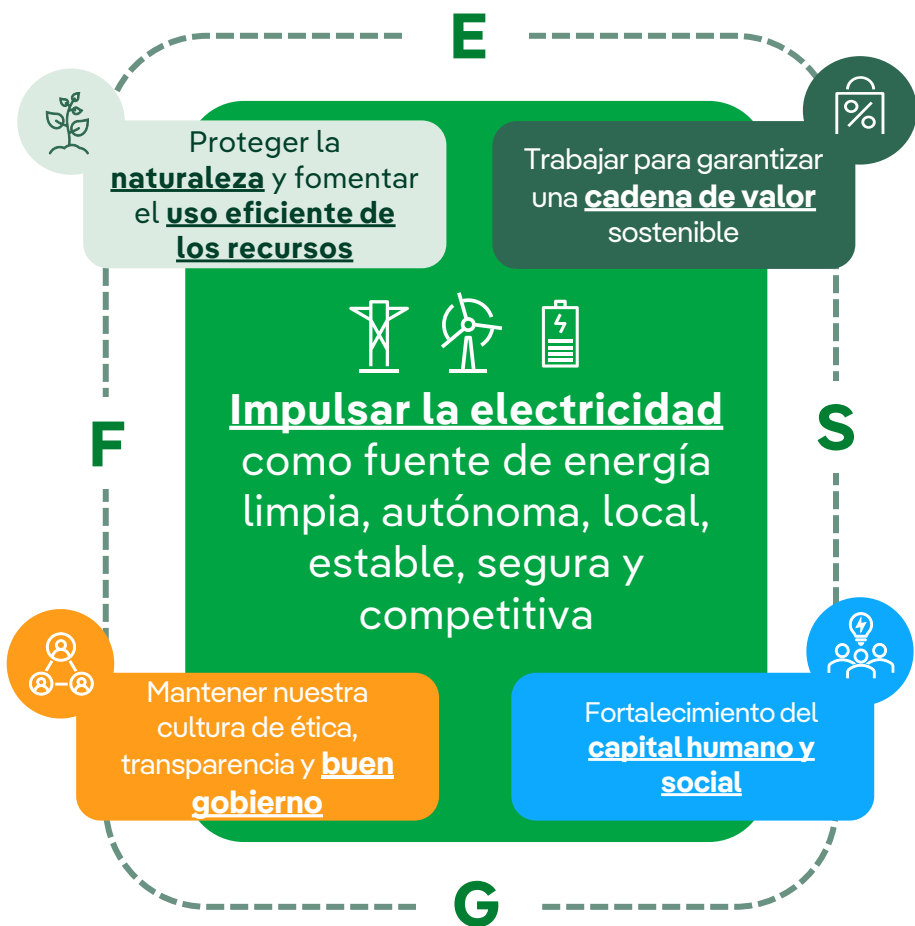 E
Proteger la
naturaleza y fomentar
el uso eficiente de
los recursos
%
Trabajar para garantizar
una cadena de valor
sostenible
Impulsar la electricidad
como fuente de energía
limpia, autónoma, local,
estable, segura y
competitiva
F
S
Mantener nuestra
cultura de ética,
transparencia y buen
gobierno
Fortalecimiento del
capital humano y
social
G